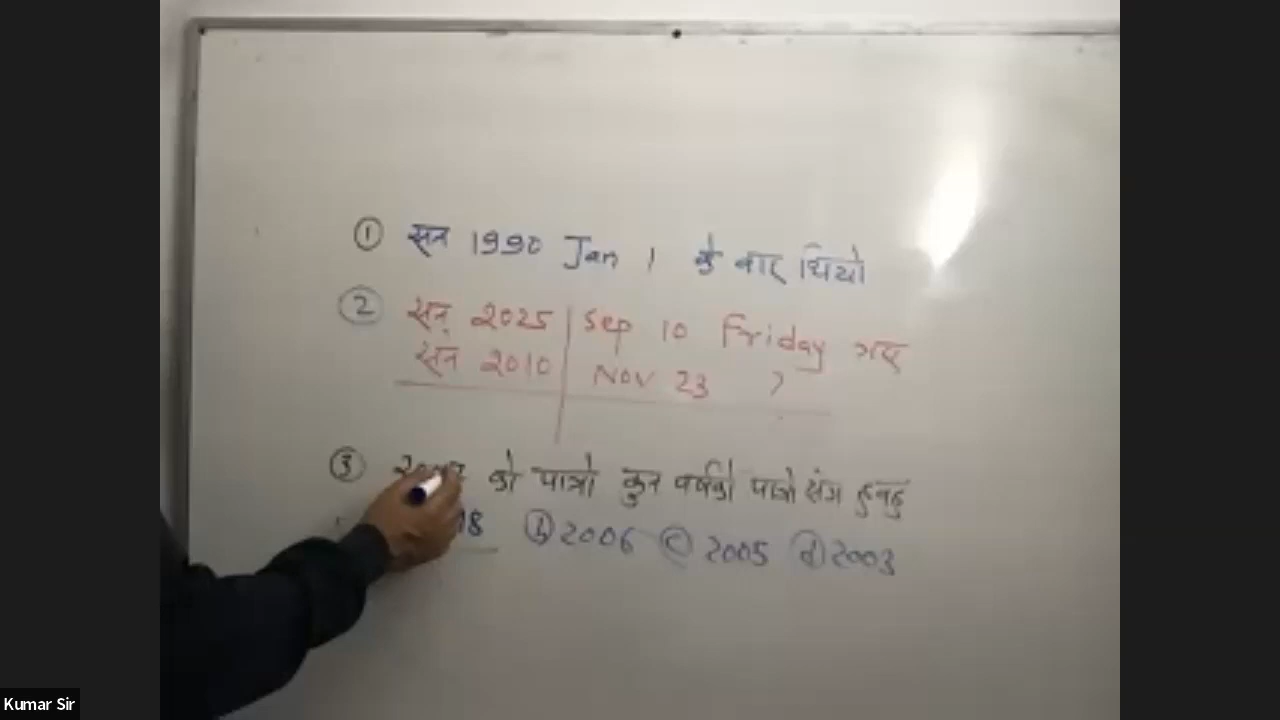 ① सन 1990 Jan 1 के बार थियो
② सन् 2025 | Sep 10 Friday भए
सन् 2010 | Nov 23 ?
③ को पात्रो कुन वर्षको पात्रो संग हुबहु
ⓑ 2006 ⓒ 2005 ⓓ 2003
Kumar Sir